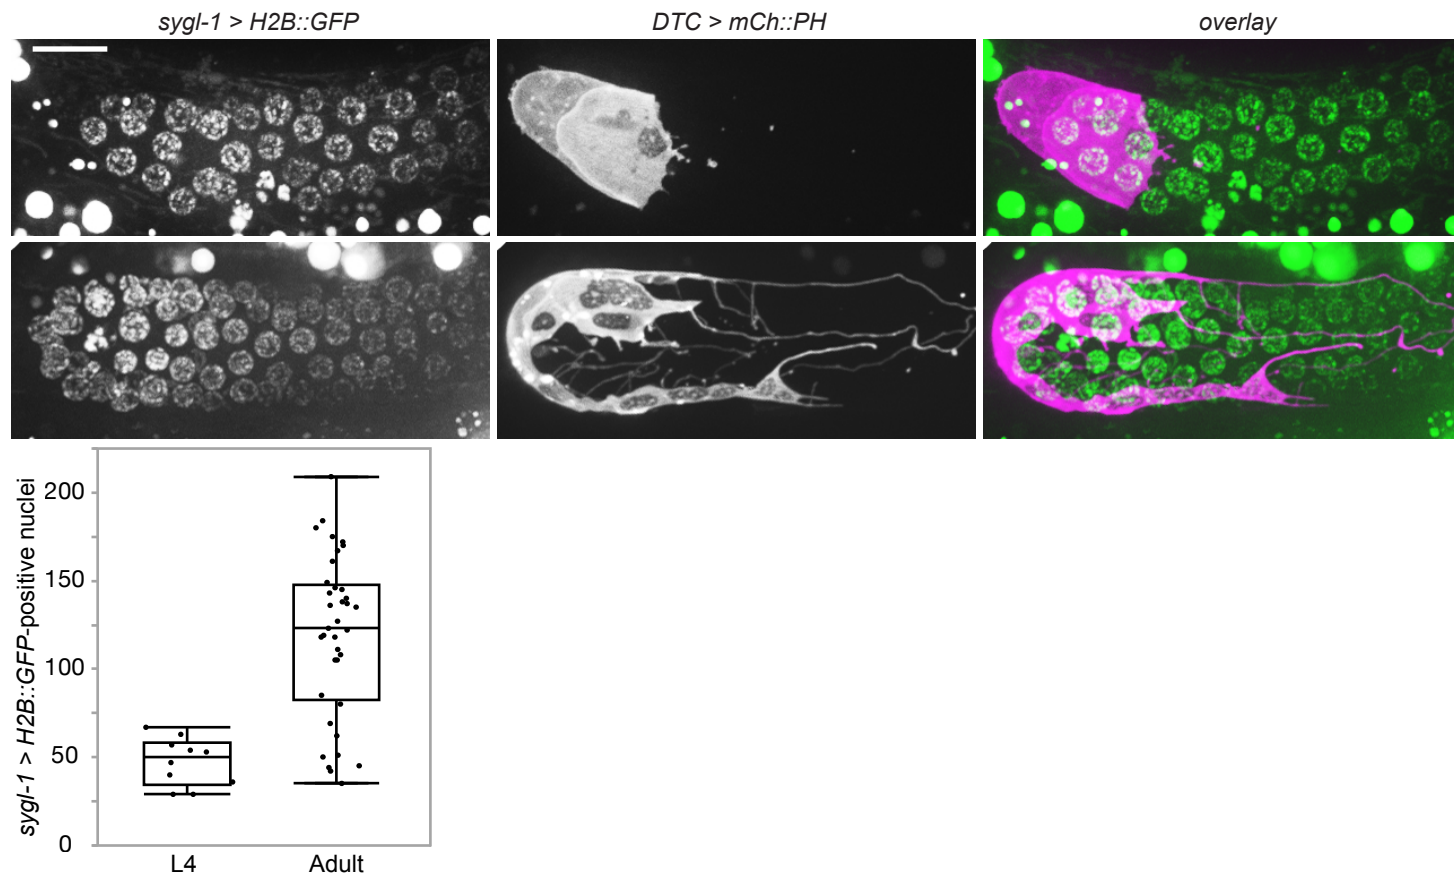 sygl-1 > H2B::GFP
DTC > mCh::PH
overlay
sygl-1 > H2B::GFP-positive nuclei
200
150
100
50
0
L4
Adult